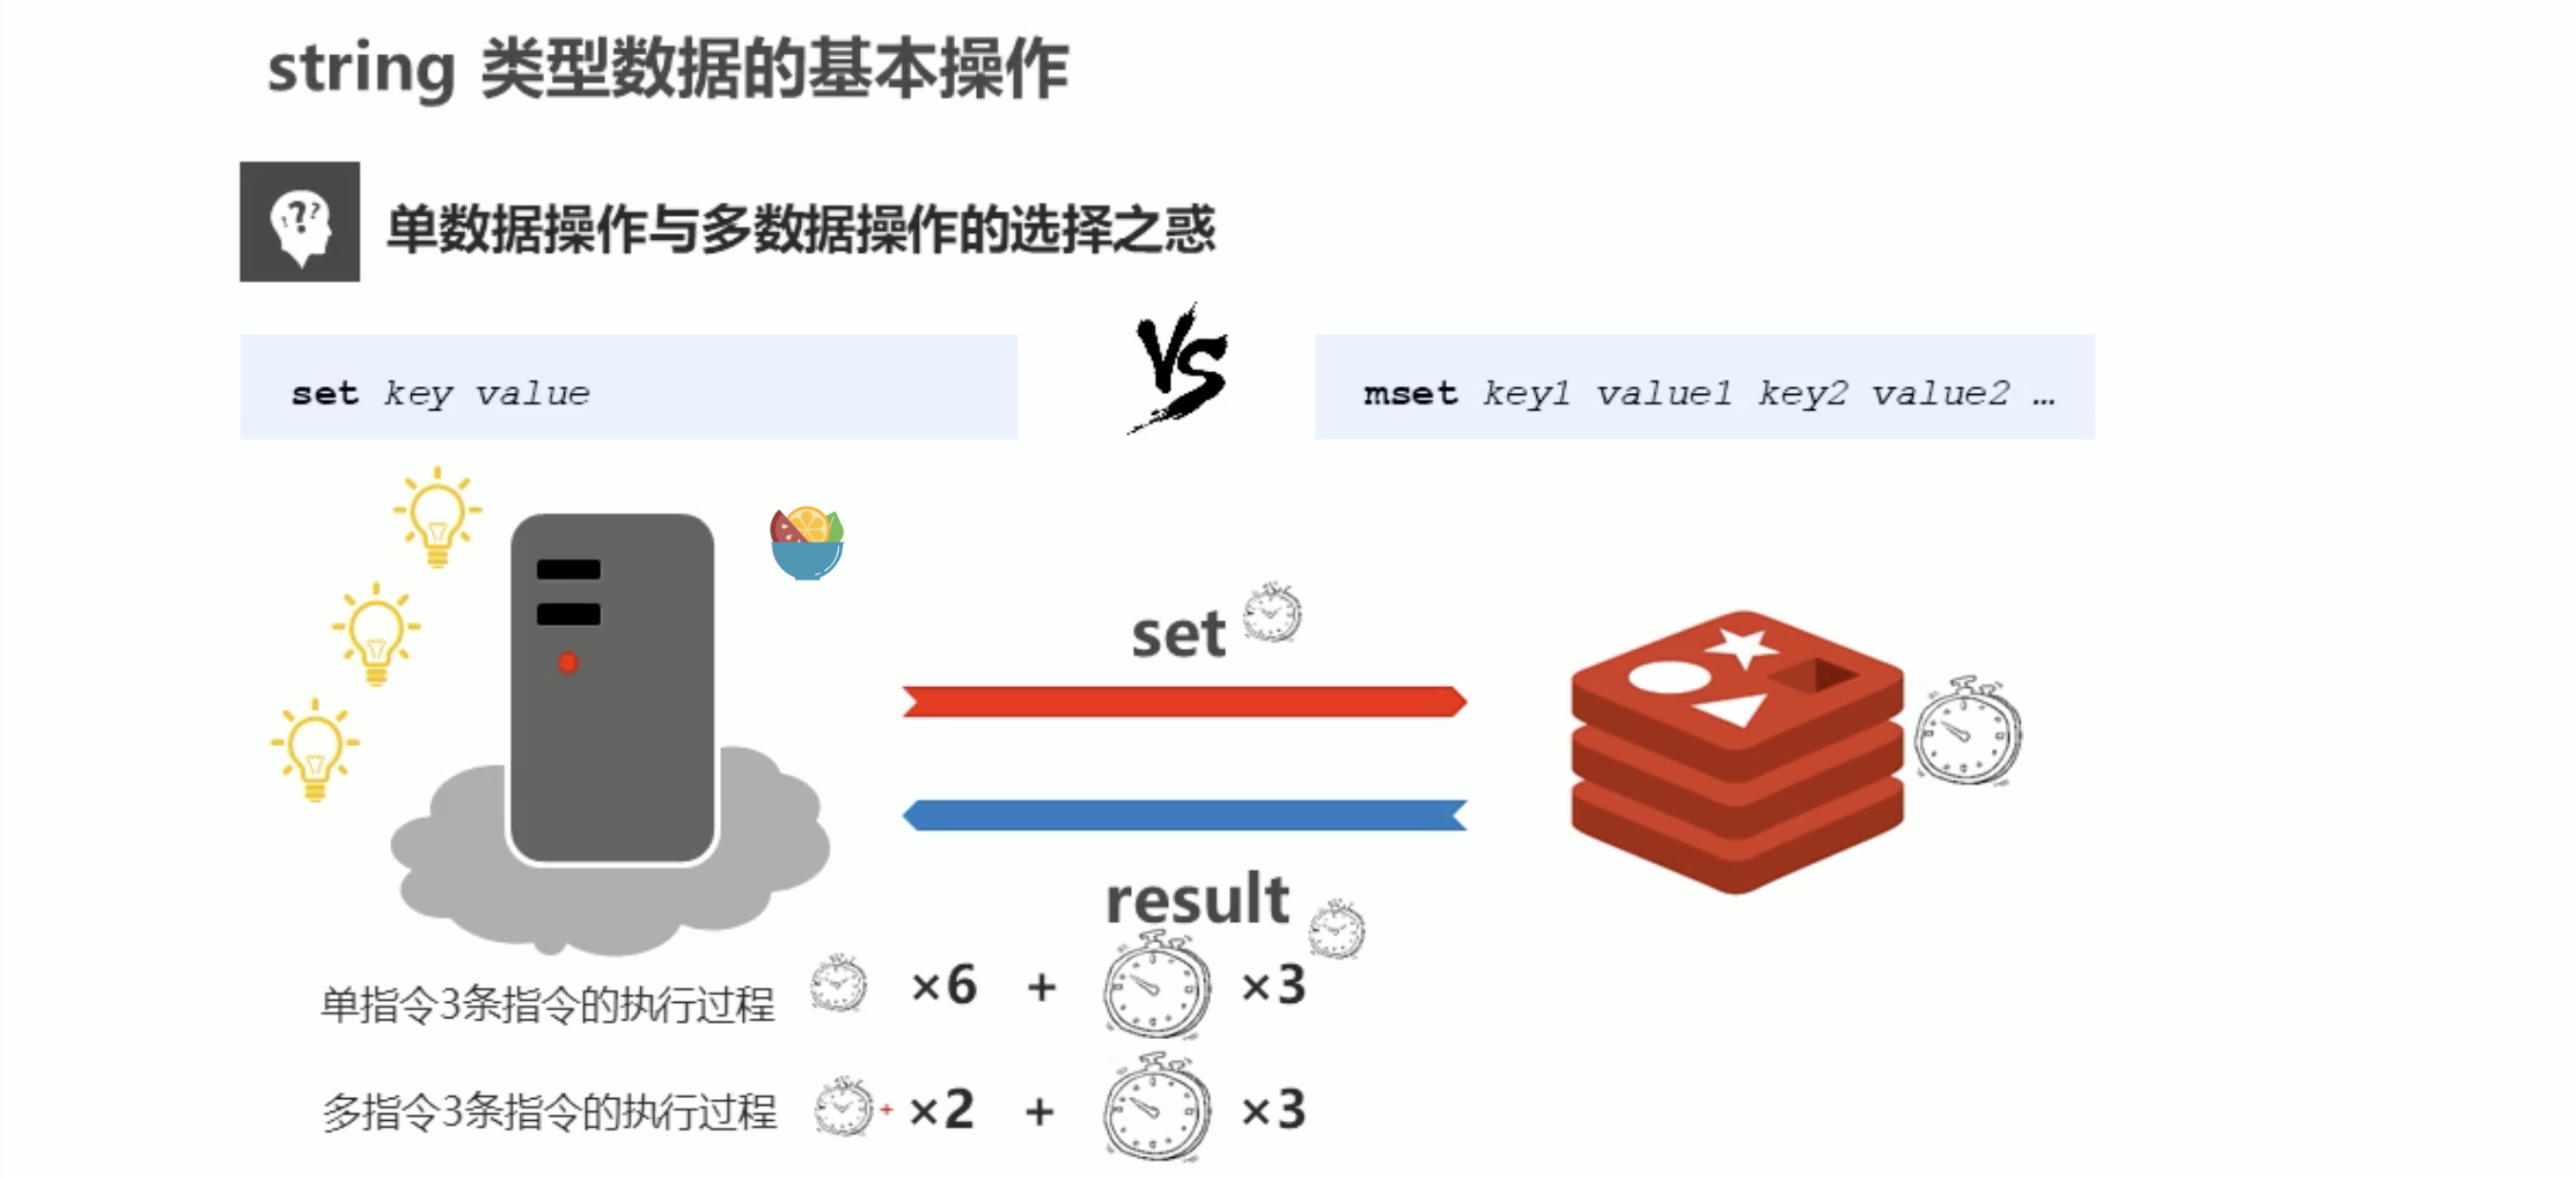 string 类型数据的基本操作
单数据操作与多数据操作的选择之惑
set key value
VS
mset key1 value1 key2 value2 …
set
result
单指令3条指令的执行过程 ×6 + ×3
多指令3条指令的执行过程 + ×2 + ×3